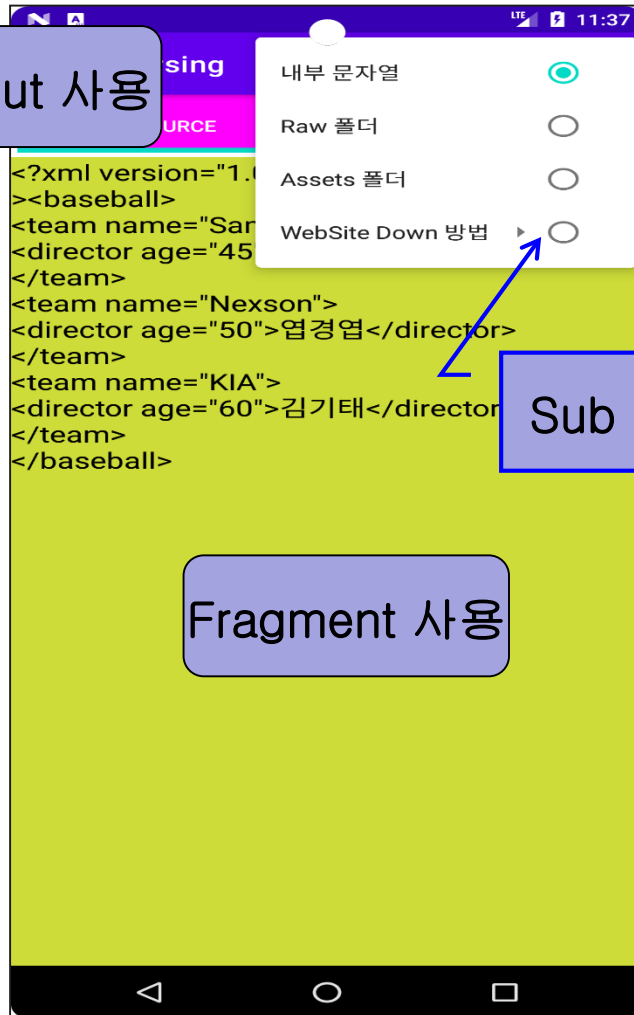 LTE 11:37
ut 사용
sing
URCE
내부 문자열
Raw 폴더
Assets 폴더
WebSite Down 방법
<?xml version="1.
><baseball>
<team name="San
<director age="45"
</team>
<team name="Nexson">
<director age="50">엽경엽</director>
</team>
<team name="KIA">
<director age="60">김기태</director
</team>
</baseball>
Sub
Fragment 사용